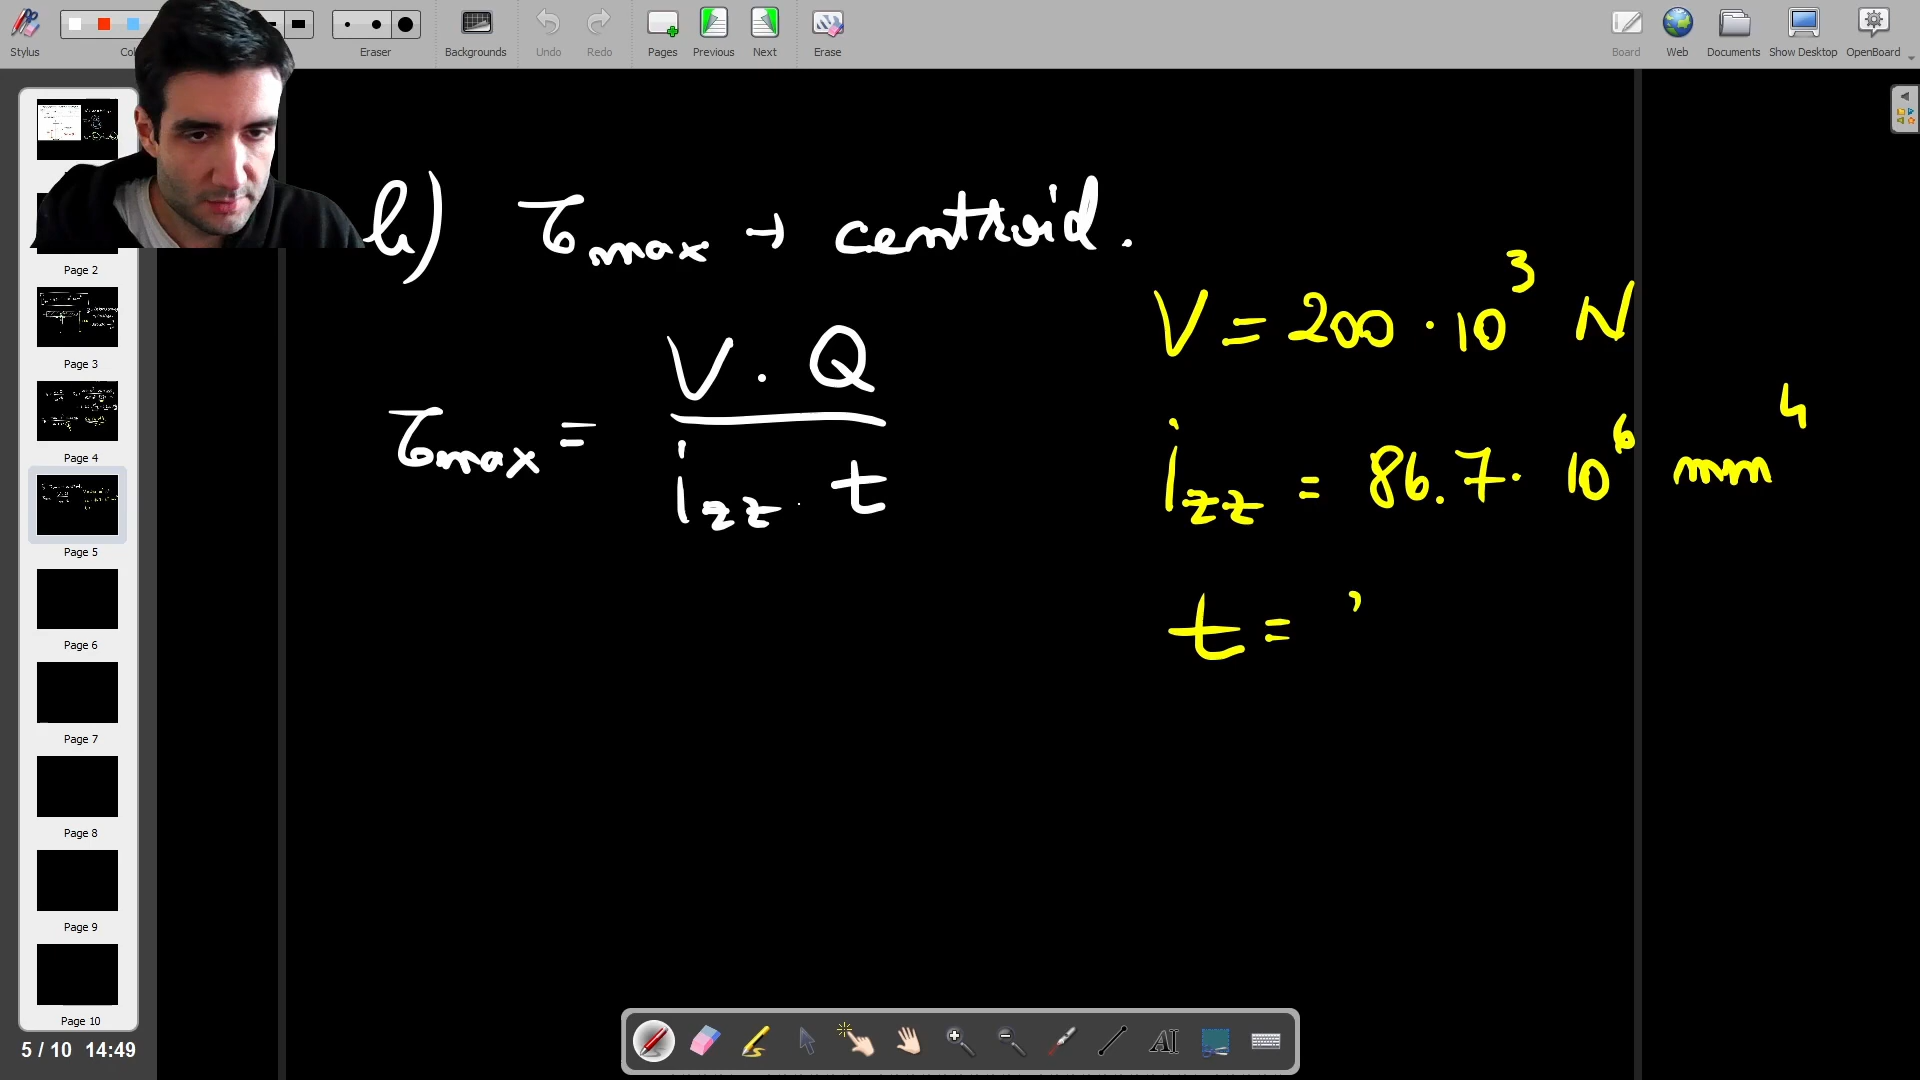 Stylus
Eraser
Backgrounds
Undo
Redo
Pages
Previous
Next
Erase
Board
Web
Documents
Show Desktop
OpenBoard
Page 2
Page 3
Page 4
Page 5
Page 6
Page 7
Page 8
Page 9
Page 10
5 / 10 14:49
b) τmax → centroid.
τmax = V · Q / izz · t
V = 200 · 10³ N
izz = 86.7 · 10⁶ mm⁴
t =
AI